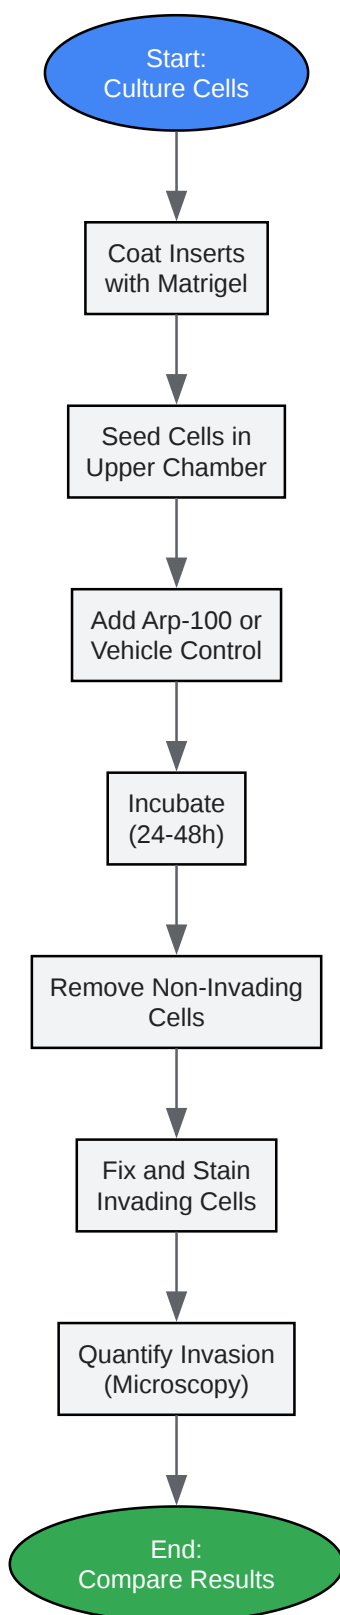 Start:
Culture Cells
Coat Inserts
with Matrigel
Seed Cells in
Upper Chamber
Add Arp-100 or
Vehicle Control
Incubate
(24-48h)
Remove Non-Invading
Cells
Fix and Stain
Invading Cells
Quantify Invasion
(Microscopy)
End:
Compare Results